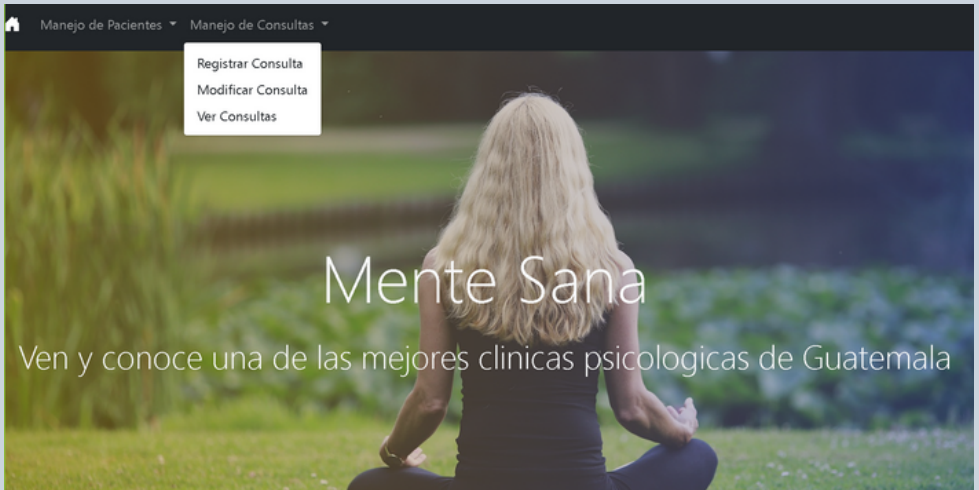 Manejo de Pacientes Manejo de Consultas
Registrar Consulta
Modificar Consulta
Ver Consultas
Mente Sana
Ven y conoce una de las mejores clinicas psicologicas de Guatemala